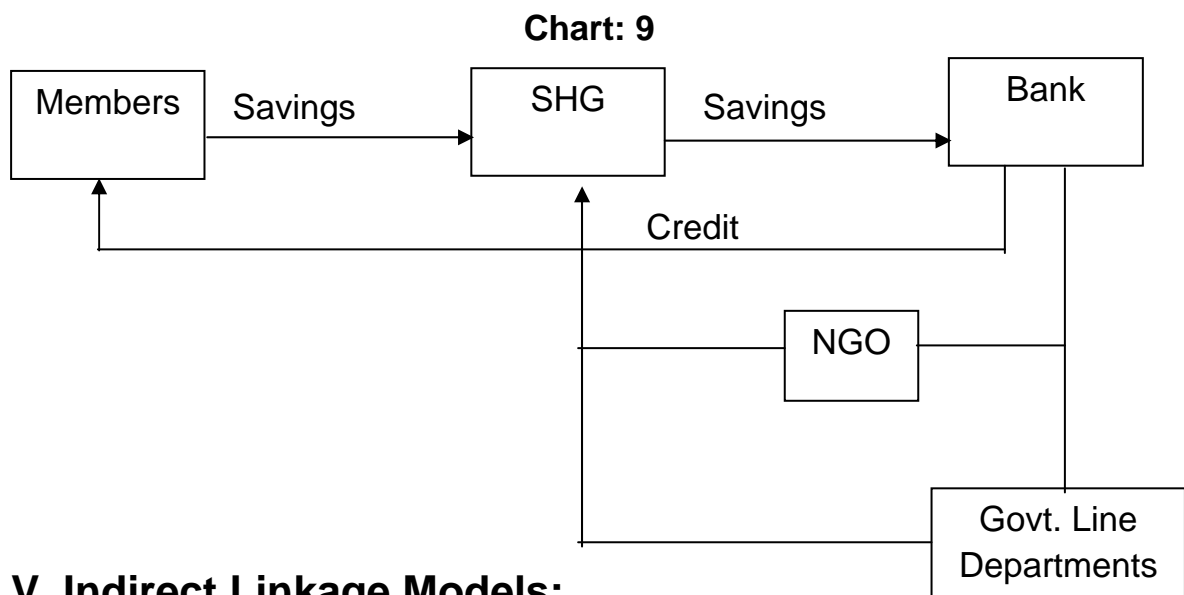 Chart: 9
Members
Savings
SHG
Savings
Bank
Credit
NGO
Govt. Line
Departments
V. Indirect Linkage Models: